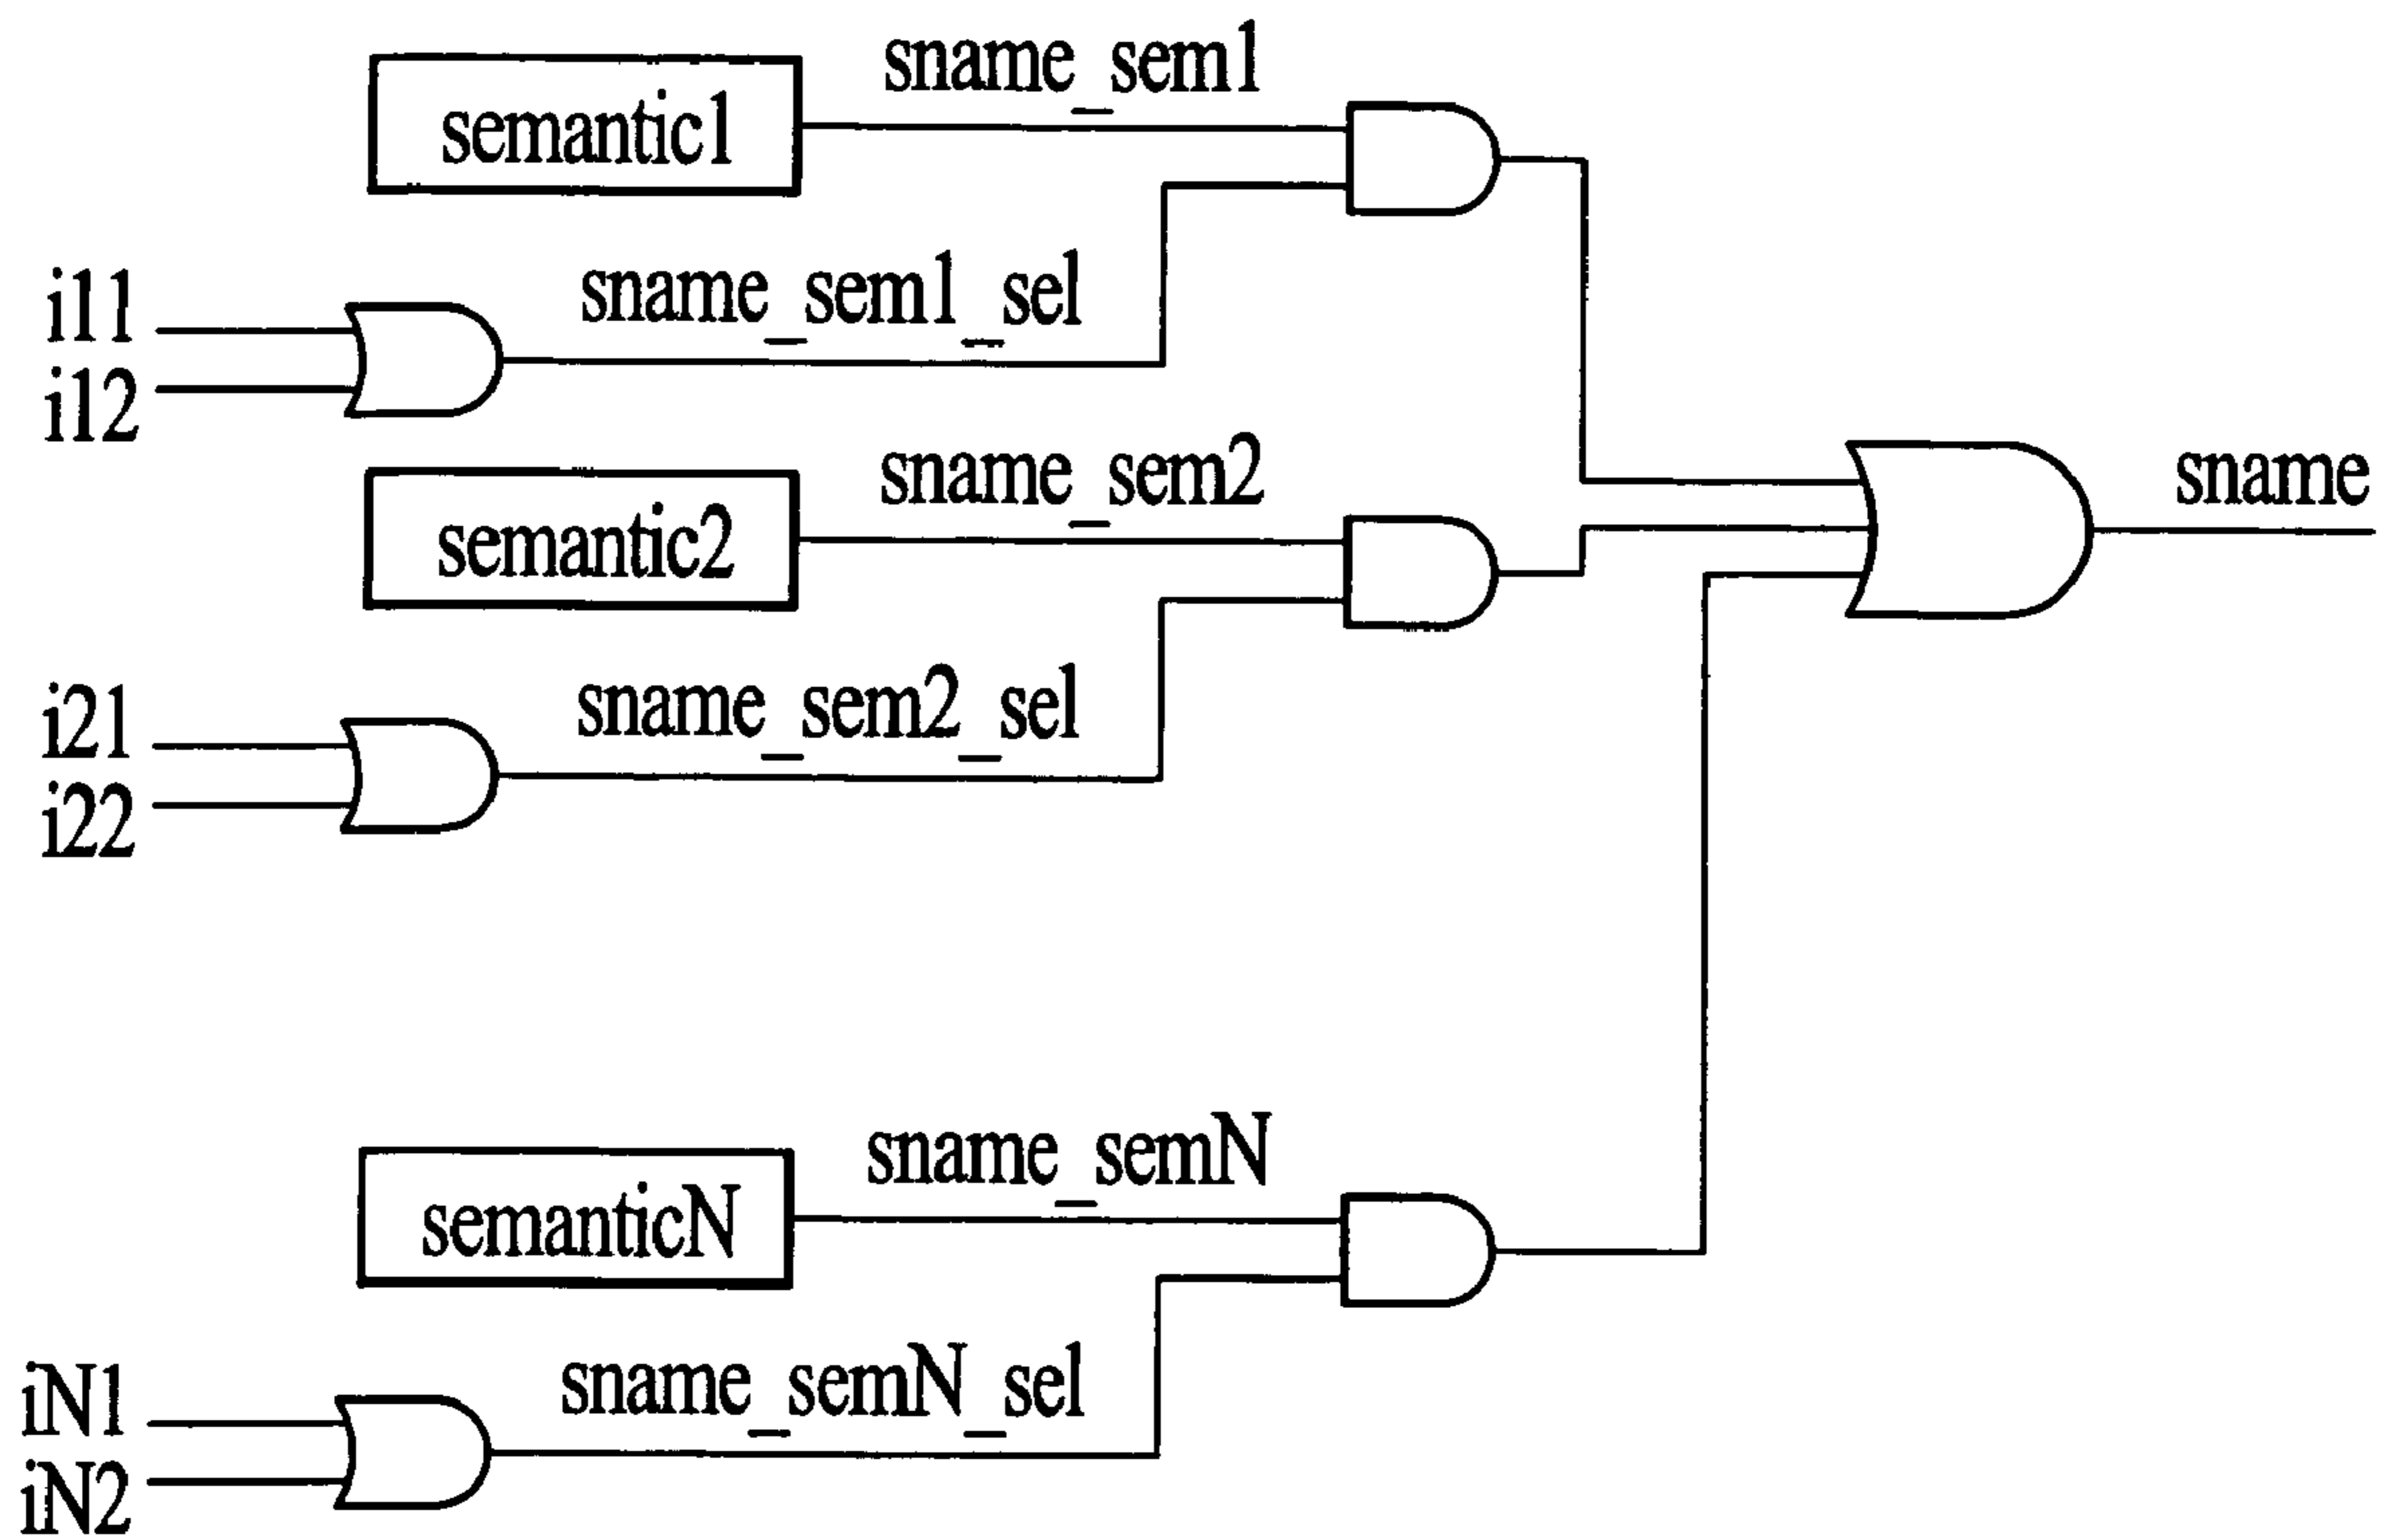 sname_sem1
semantic1
sname_sem1_sel
i11
i12
sname_sem2
sname
semantic2
sname_sem2_sel
i21
i22
sname_semN
semanticN
sname_semN_sel
iN1
iN2